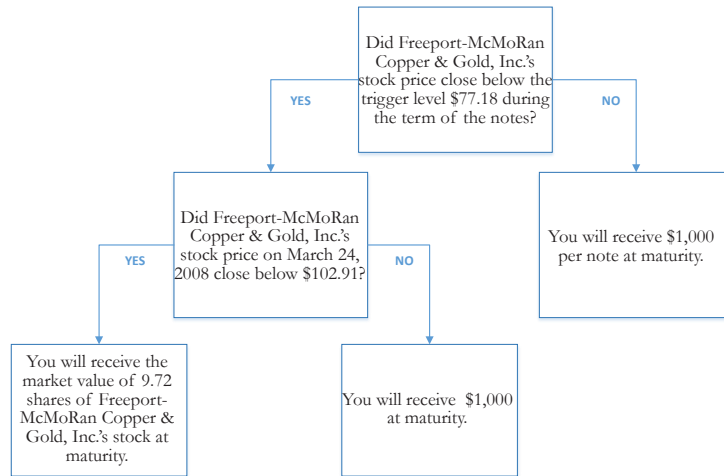 Did Freeport-McMoRan
Copper & Gold, Inc.'s
stock price close below the
trigger level $77.18 during
the term of the notes?
YES
NO
Did Freeport-McMoRan
Copper & Gold, Inc.'s
stock price on March 24,
2008 close below $102.91?
You will receive $1,000
per note at maturity.
YES
NO
You will receive the
market value of 9.72
shares of Freeport-
McMoRan Copper &
Gold, Inc.'s stock at
maturity.
You will receive $1,000
at maturity.